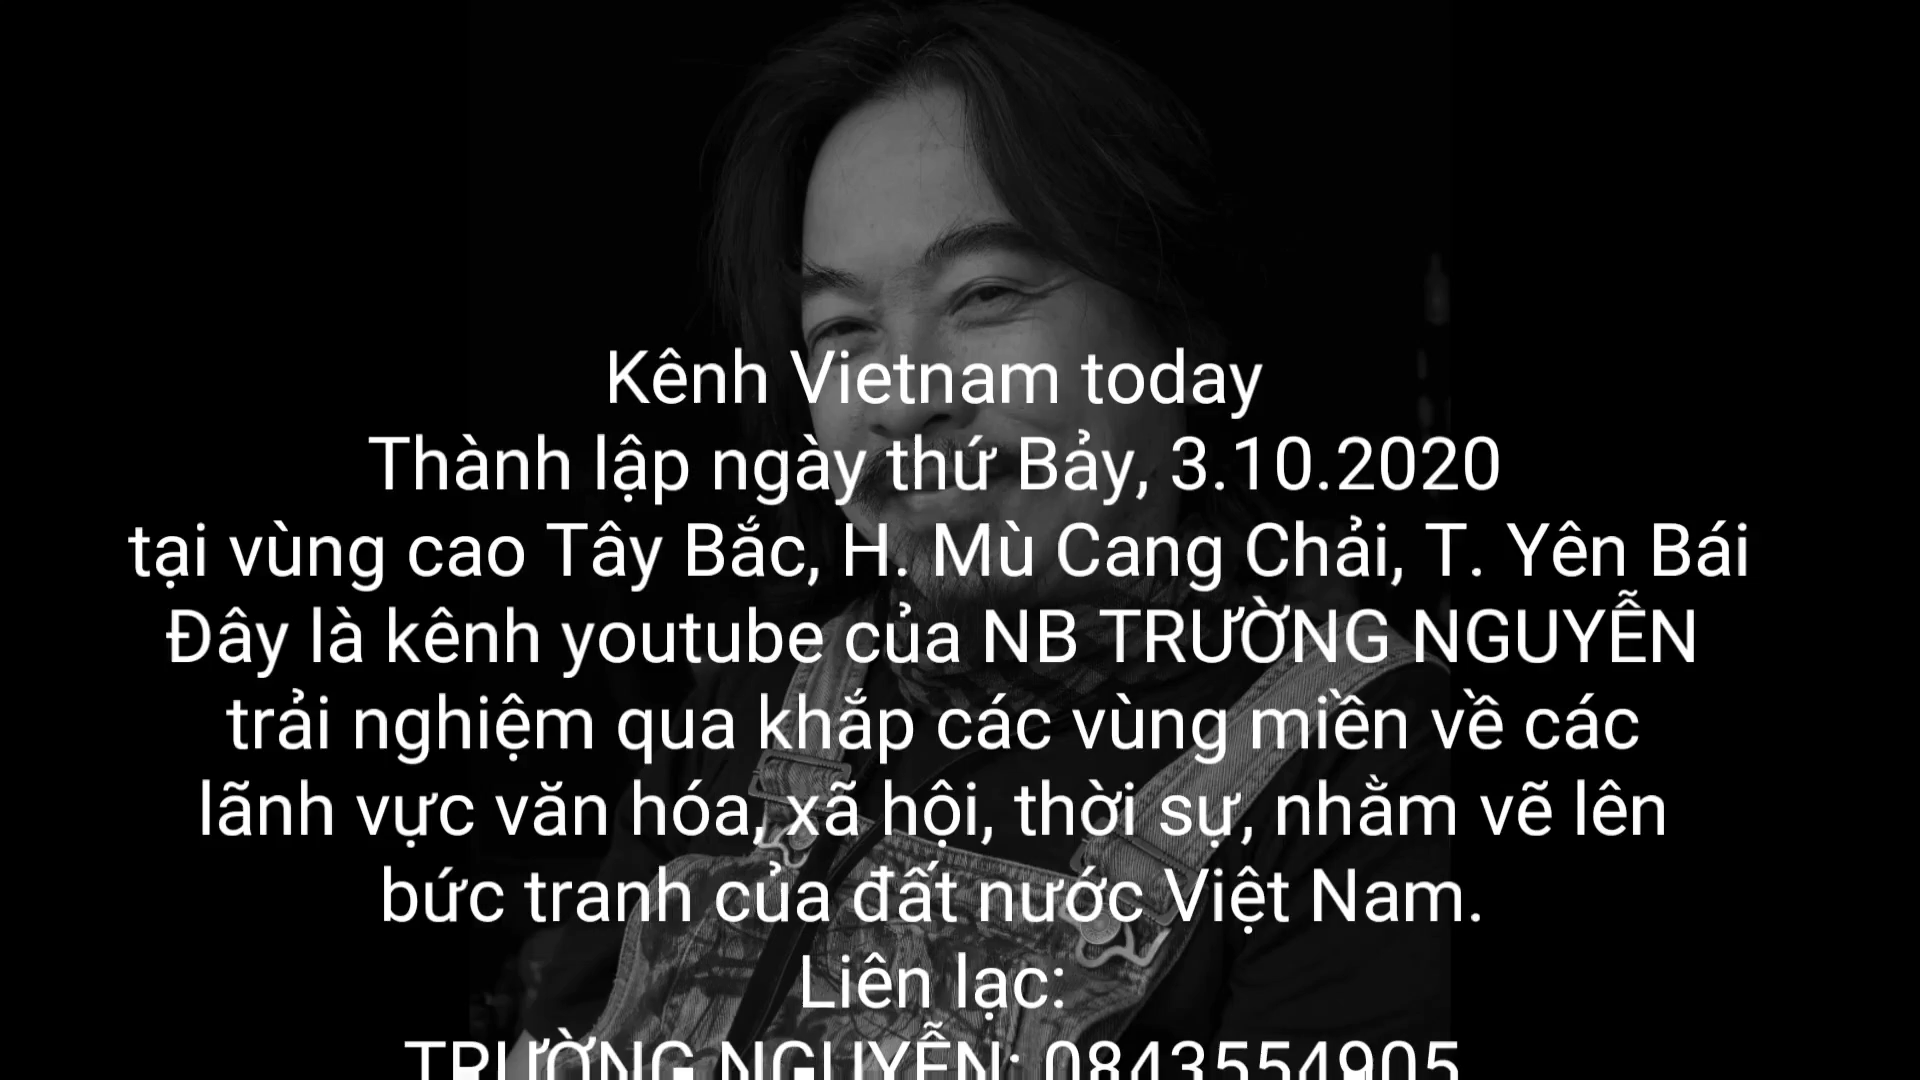 Kênh Vietnam today
Thành lập ngày thứ Bảy, 3.10.2020
tại vùng cao Tây Bắc, H. Mù Cang Chải, T. Yên Bái
Đây là kênh youtube của NB TRƯỜNG NGUYỄN
trải nghiệm qua khắp các vùng miền về các
lãnh vực văn hóa, xã hội, thời sự, nhằm vẽ lên
bức tranh của đất nước Việt Nam.
Liên lạc:
TRƯỜNG NGUYỄN: 0843554905